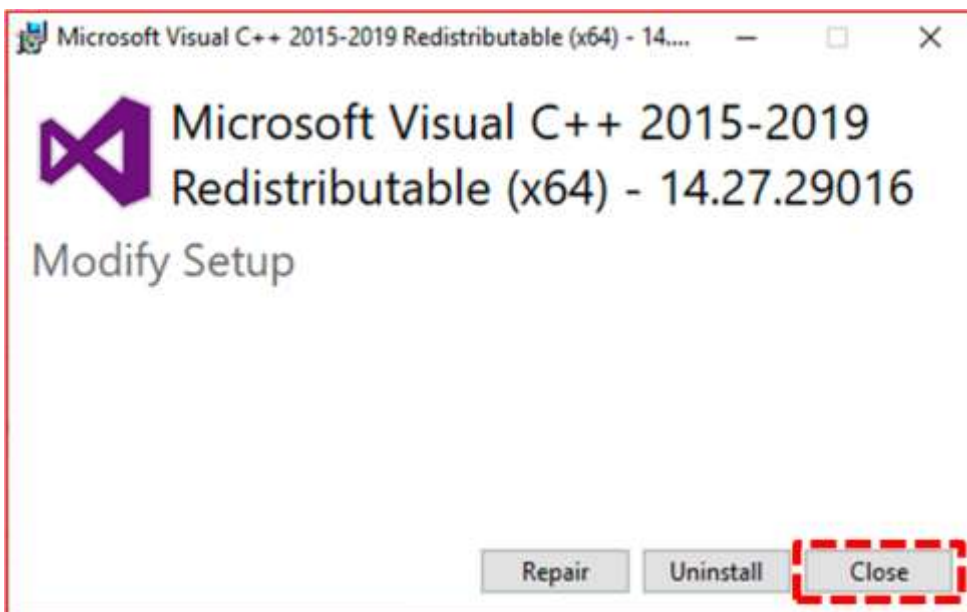 Microsoft Visual C++ 2015-2019 Redistributable (x64) - 14....
Microsoft Visual C++ 2015-2019
Redistributable (x64) - 14.27.29016
Modify Setup
Repair Uninstall Close